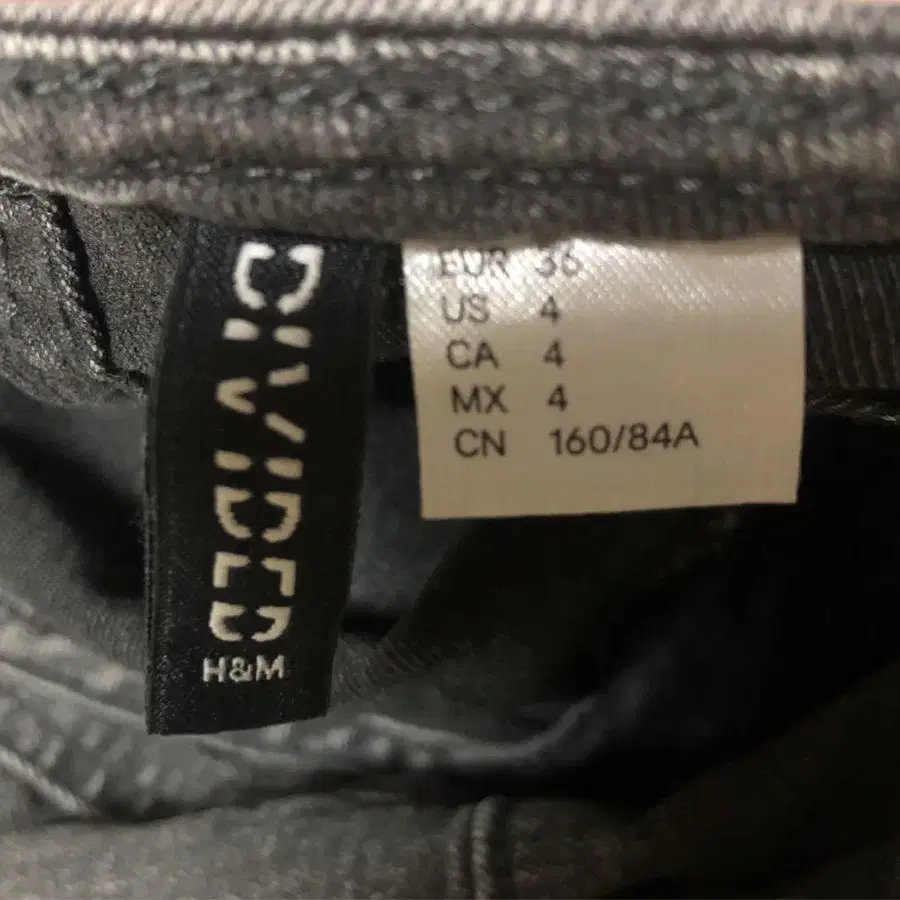 DIVIDED
H&M
EUR 36
US 4
CA 4
MX 4
CN 160/84A